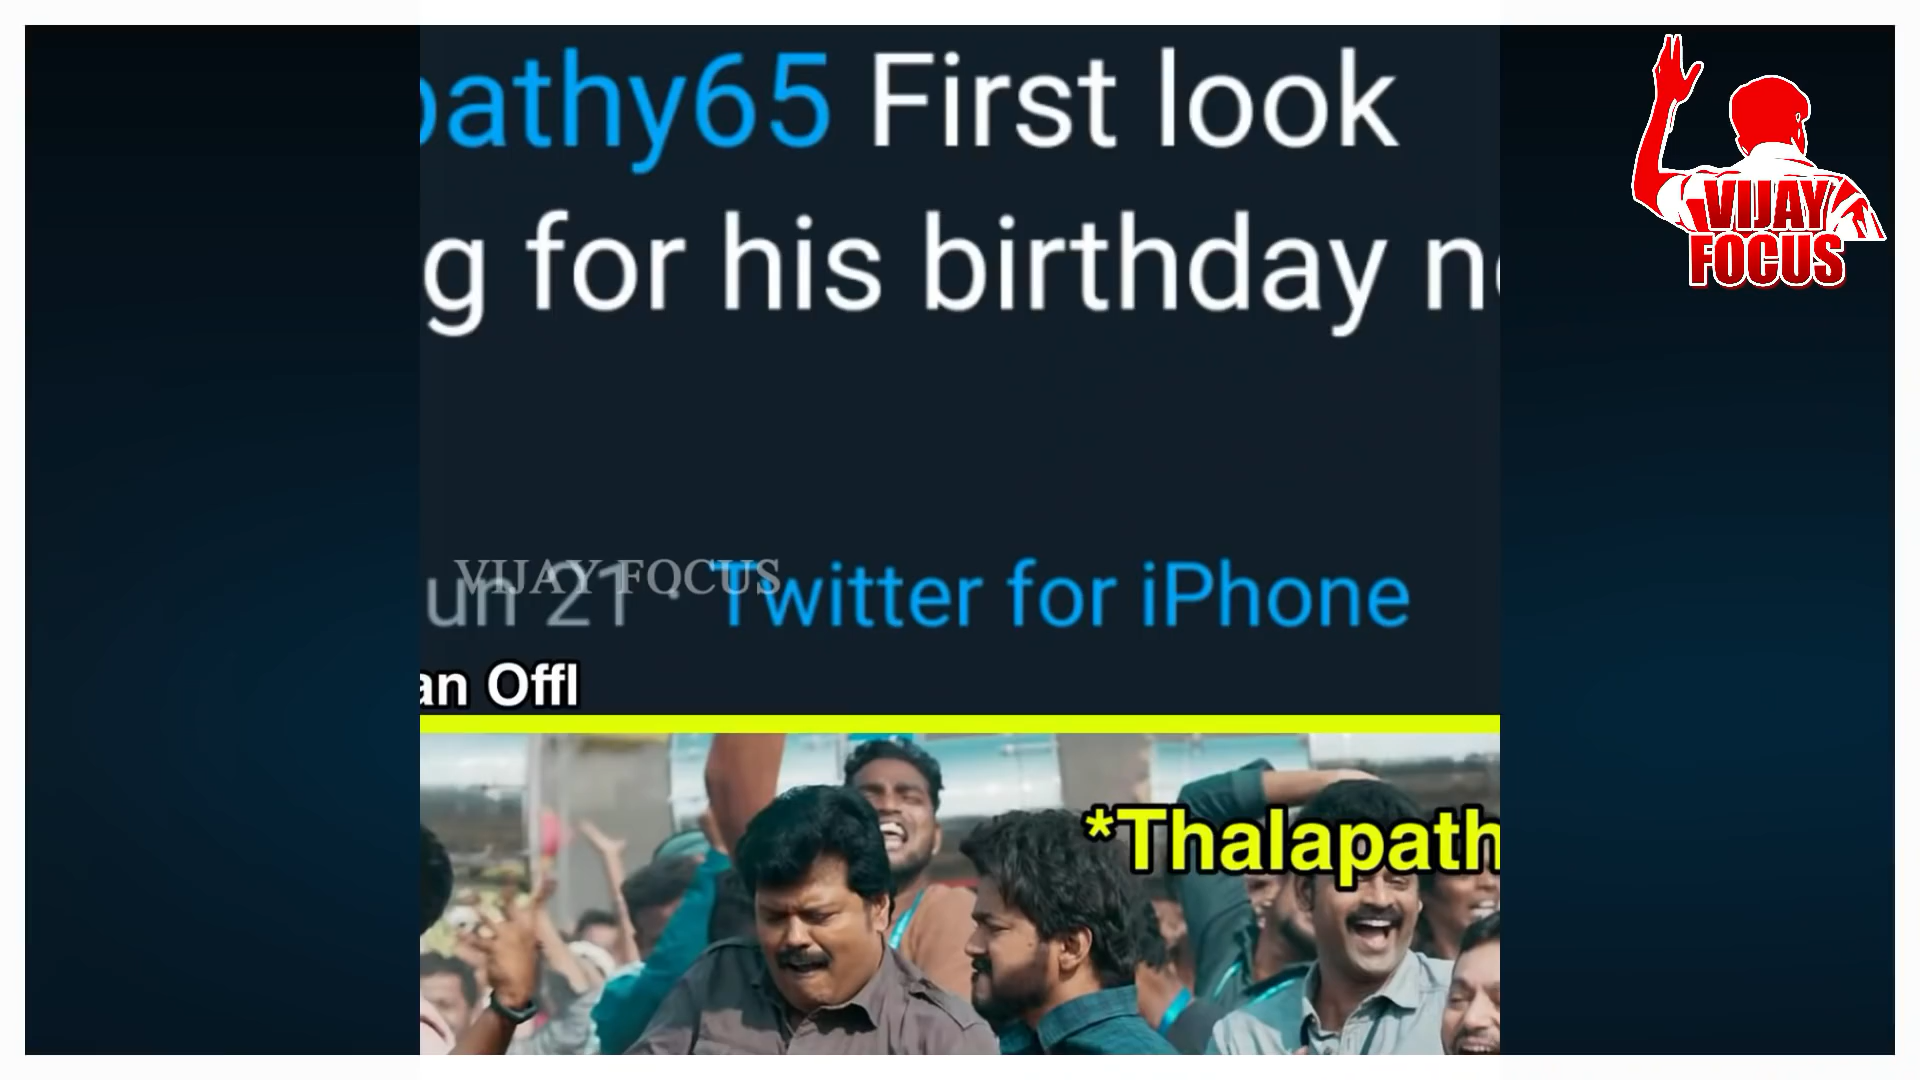 pathy65 First look
g for his birthday
VIJAY FOCUS
un 21 · Twitter for iPhone
an Offl
*Thalapath
VIJAY
FOCUS